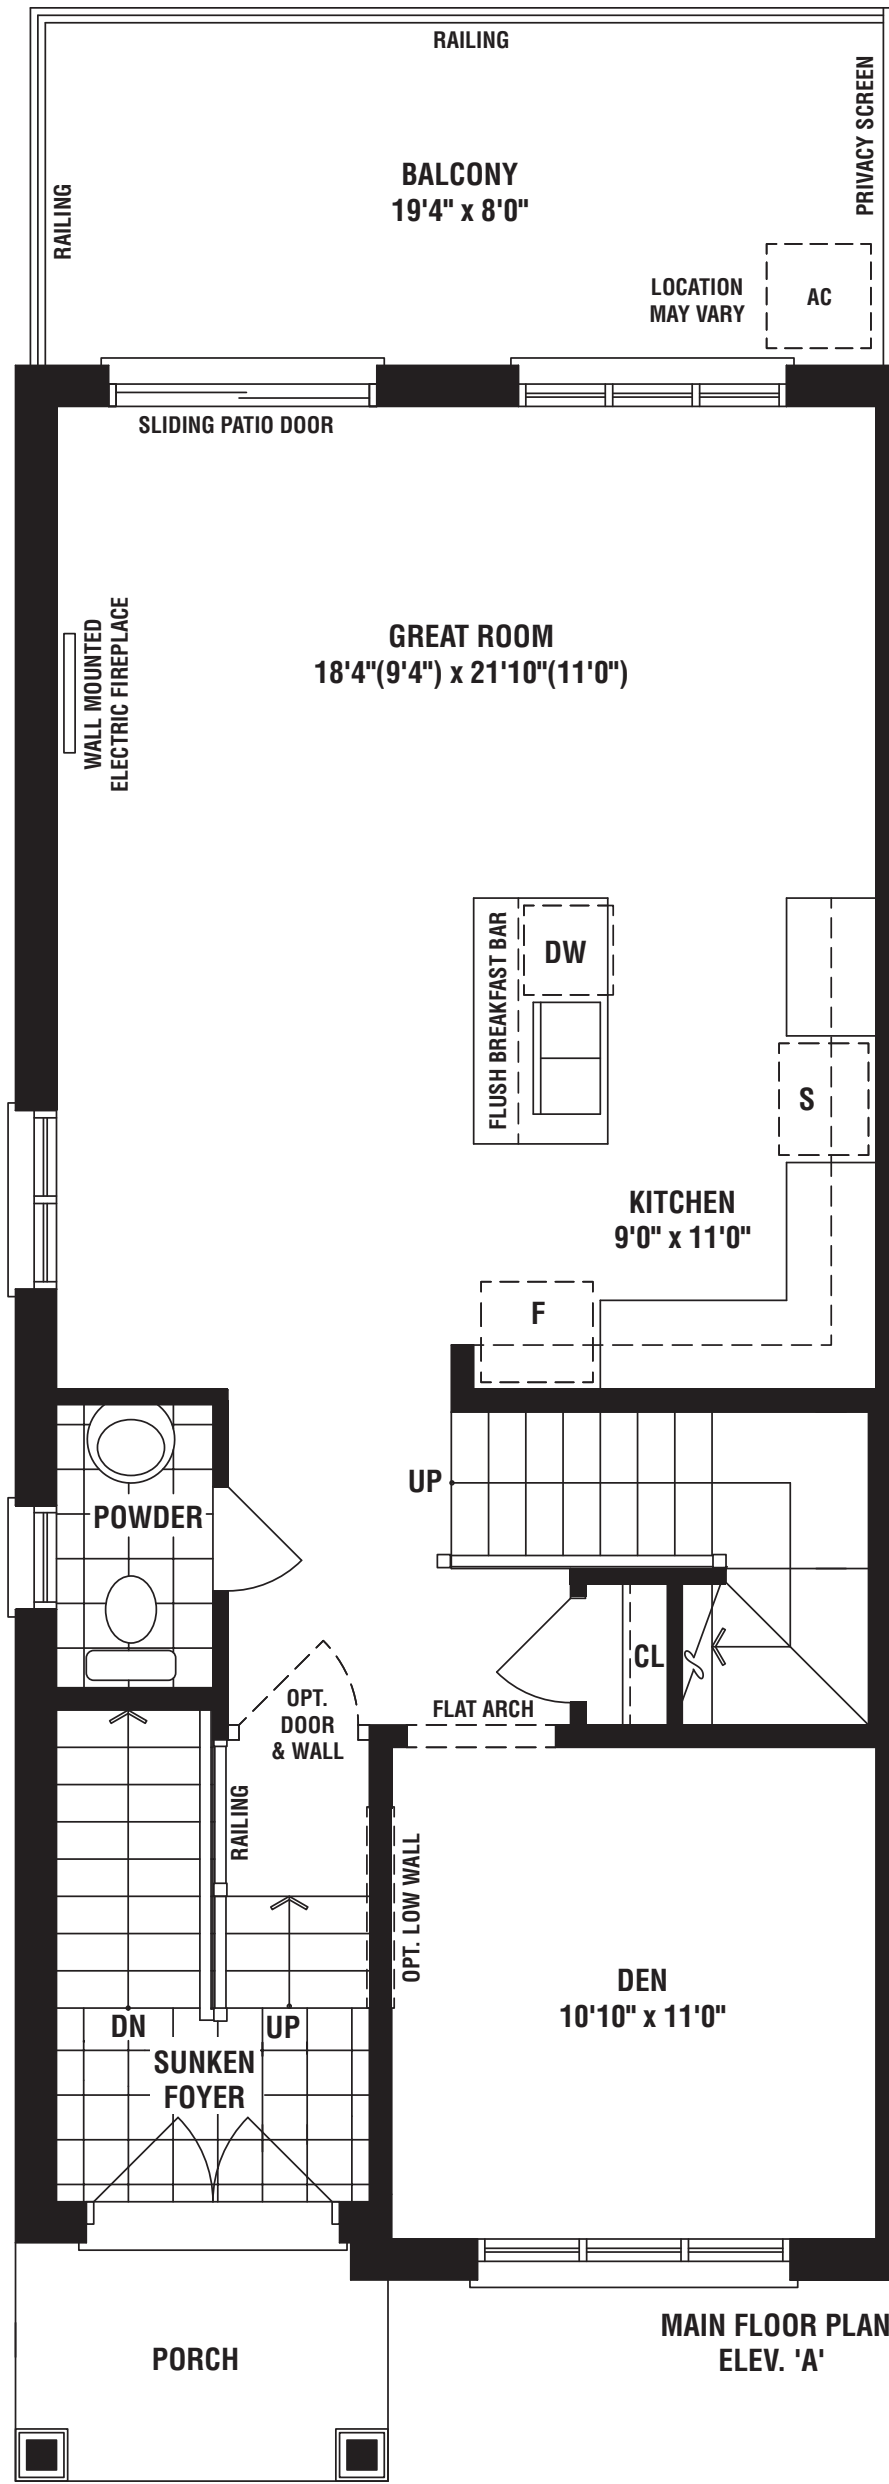 RAILING
PRIVACY SCREEN
BALCONY
19'4" x 8'0"
RAILING
LOCATION
MAY VARY
AC
SLIDING PATIO DOOR
WALL MOUNTED
ELECTRIC FIREPLACE
GREAT ROOM
18'4"(9'4") x 21'10"(11'0")
FLUSH BREAKFAST BAR
DW
S
KITCHEN
9'0" x 11'0"
F
UP
POWDER
CL
OPT.
DOOR
& WALL
FLAT ARCH
RAILING
OPT. LOW WALL
DEN
10'10" x 11'0"
DN
UP
SUNKEN
FOYER
PORCH
MAIN FLOOR PLAN
ELEV. 'A'